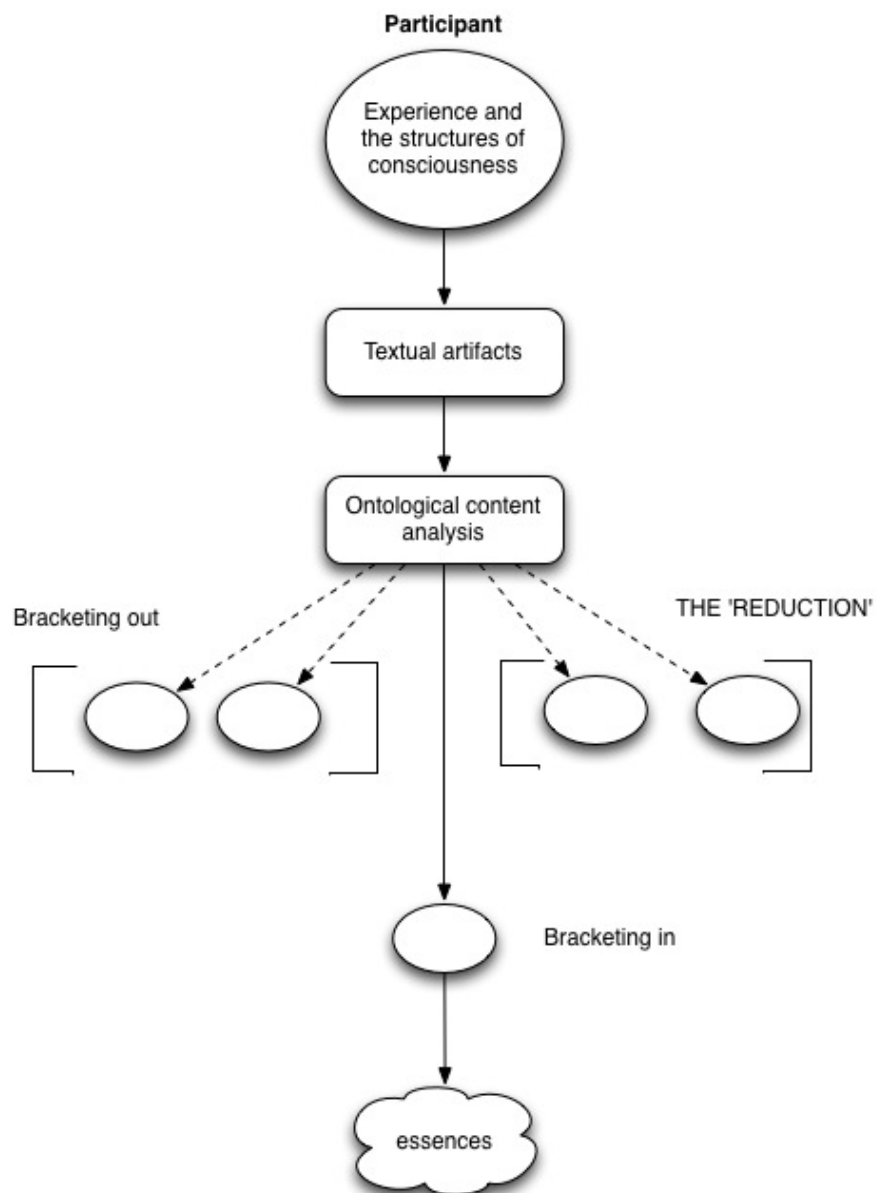 Participant
Experience and
the structures of
consciousness
Textual artifacts
Ontological content
analysis
Bracketing out
THE 'REDUCTION'
Bracketing in
essences